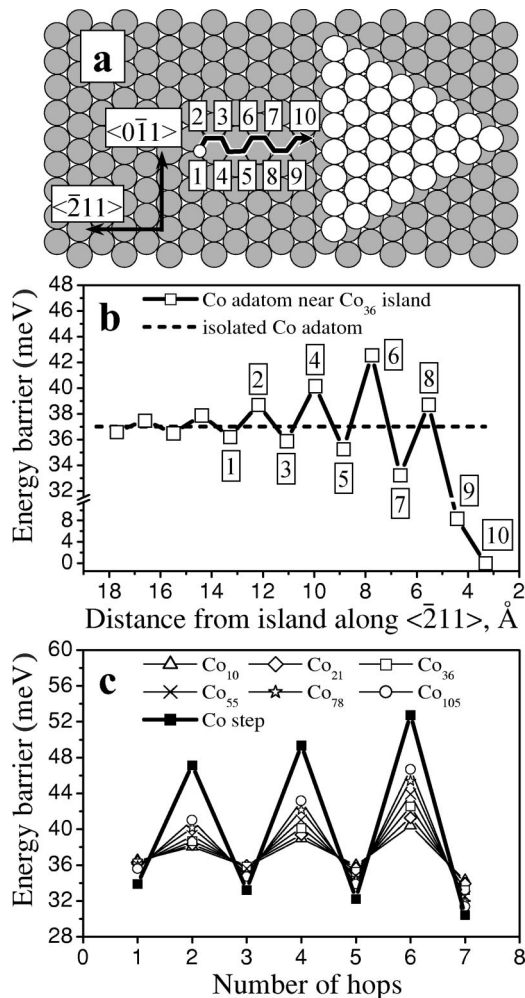 a
2 3 6 7 10
<01̄1>
1 4 5 8 9
<2̄11>
b
Energy barrier (meV)
48
46
44
42
40
38
36
34
32
8
0
Co adatom near Co₃₆ island
isolated Co adatom
1
2
3
4
5
6
7
8
9
10
18 16 14 12 10 8 6 4 2
Distance from island along <2̄11>, Å
c
Energy barrier (meV)
60
56
52
48
44
40
36
32
28
Co₁₀ Co₂₁ Co₃₆
Co₅₅ Co₇₈ Co₁₀₅
Co step
0 1 2 3 4 5 6 7 8
Number of hops